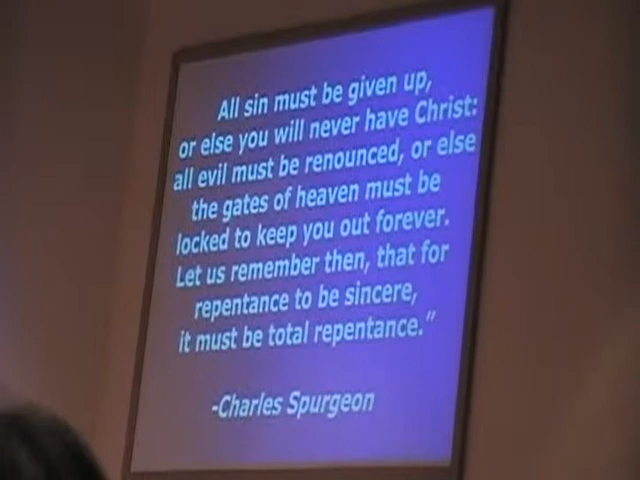 All sin must be given up,
or else you will never have Christ:
all evil must be renounced, or else
the gates of heaven must be
locked to keep you out forever.
Let us remember then, that for
repentance to be sincere,
it must be total repentance.”
-Charles Spurgeon